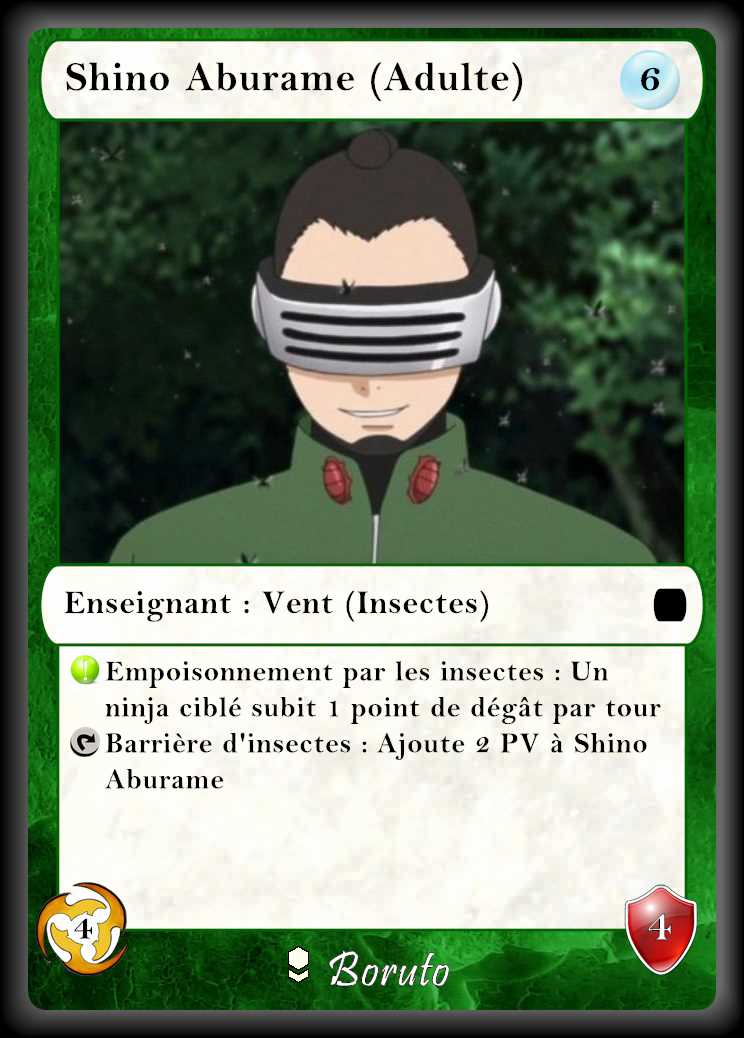 Shino Aburame (Adulte)
6
Enseignant : Vent (Insectes)
Empoisonnement par les insectes : Un
ninja ciblé subit 1 point de dégât par tour
Barrière d'insectes : Ajoute 2 PV à Shino
Aburame
4
4
Boruto